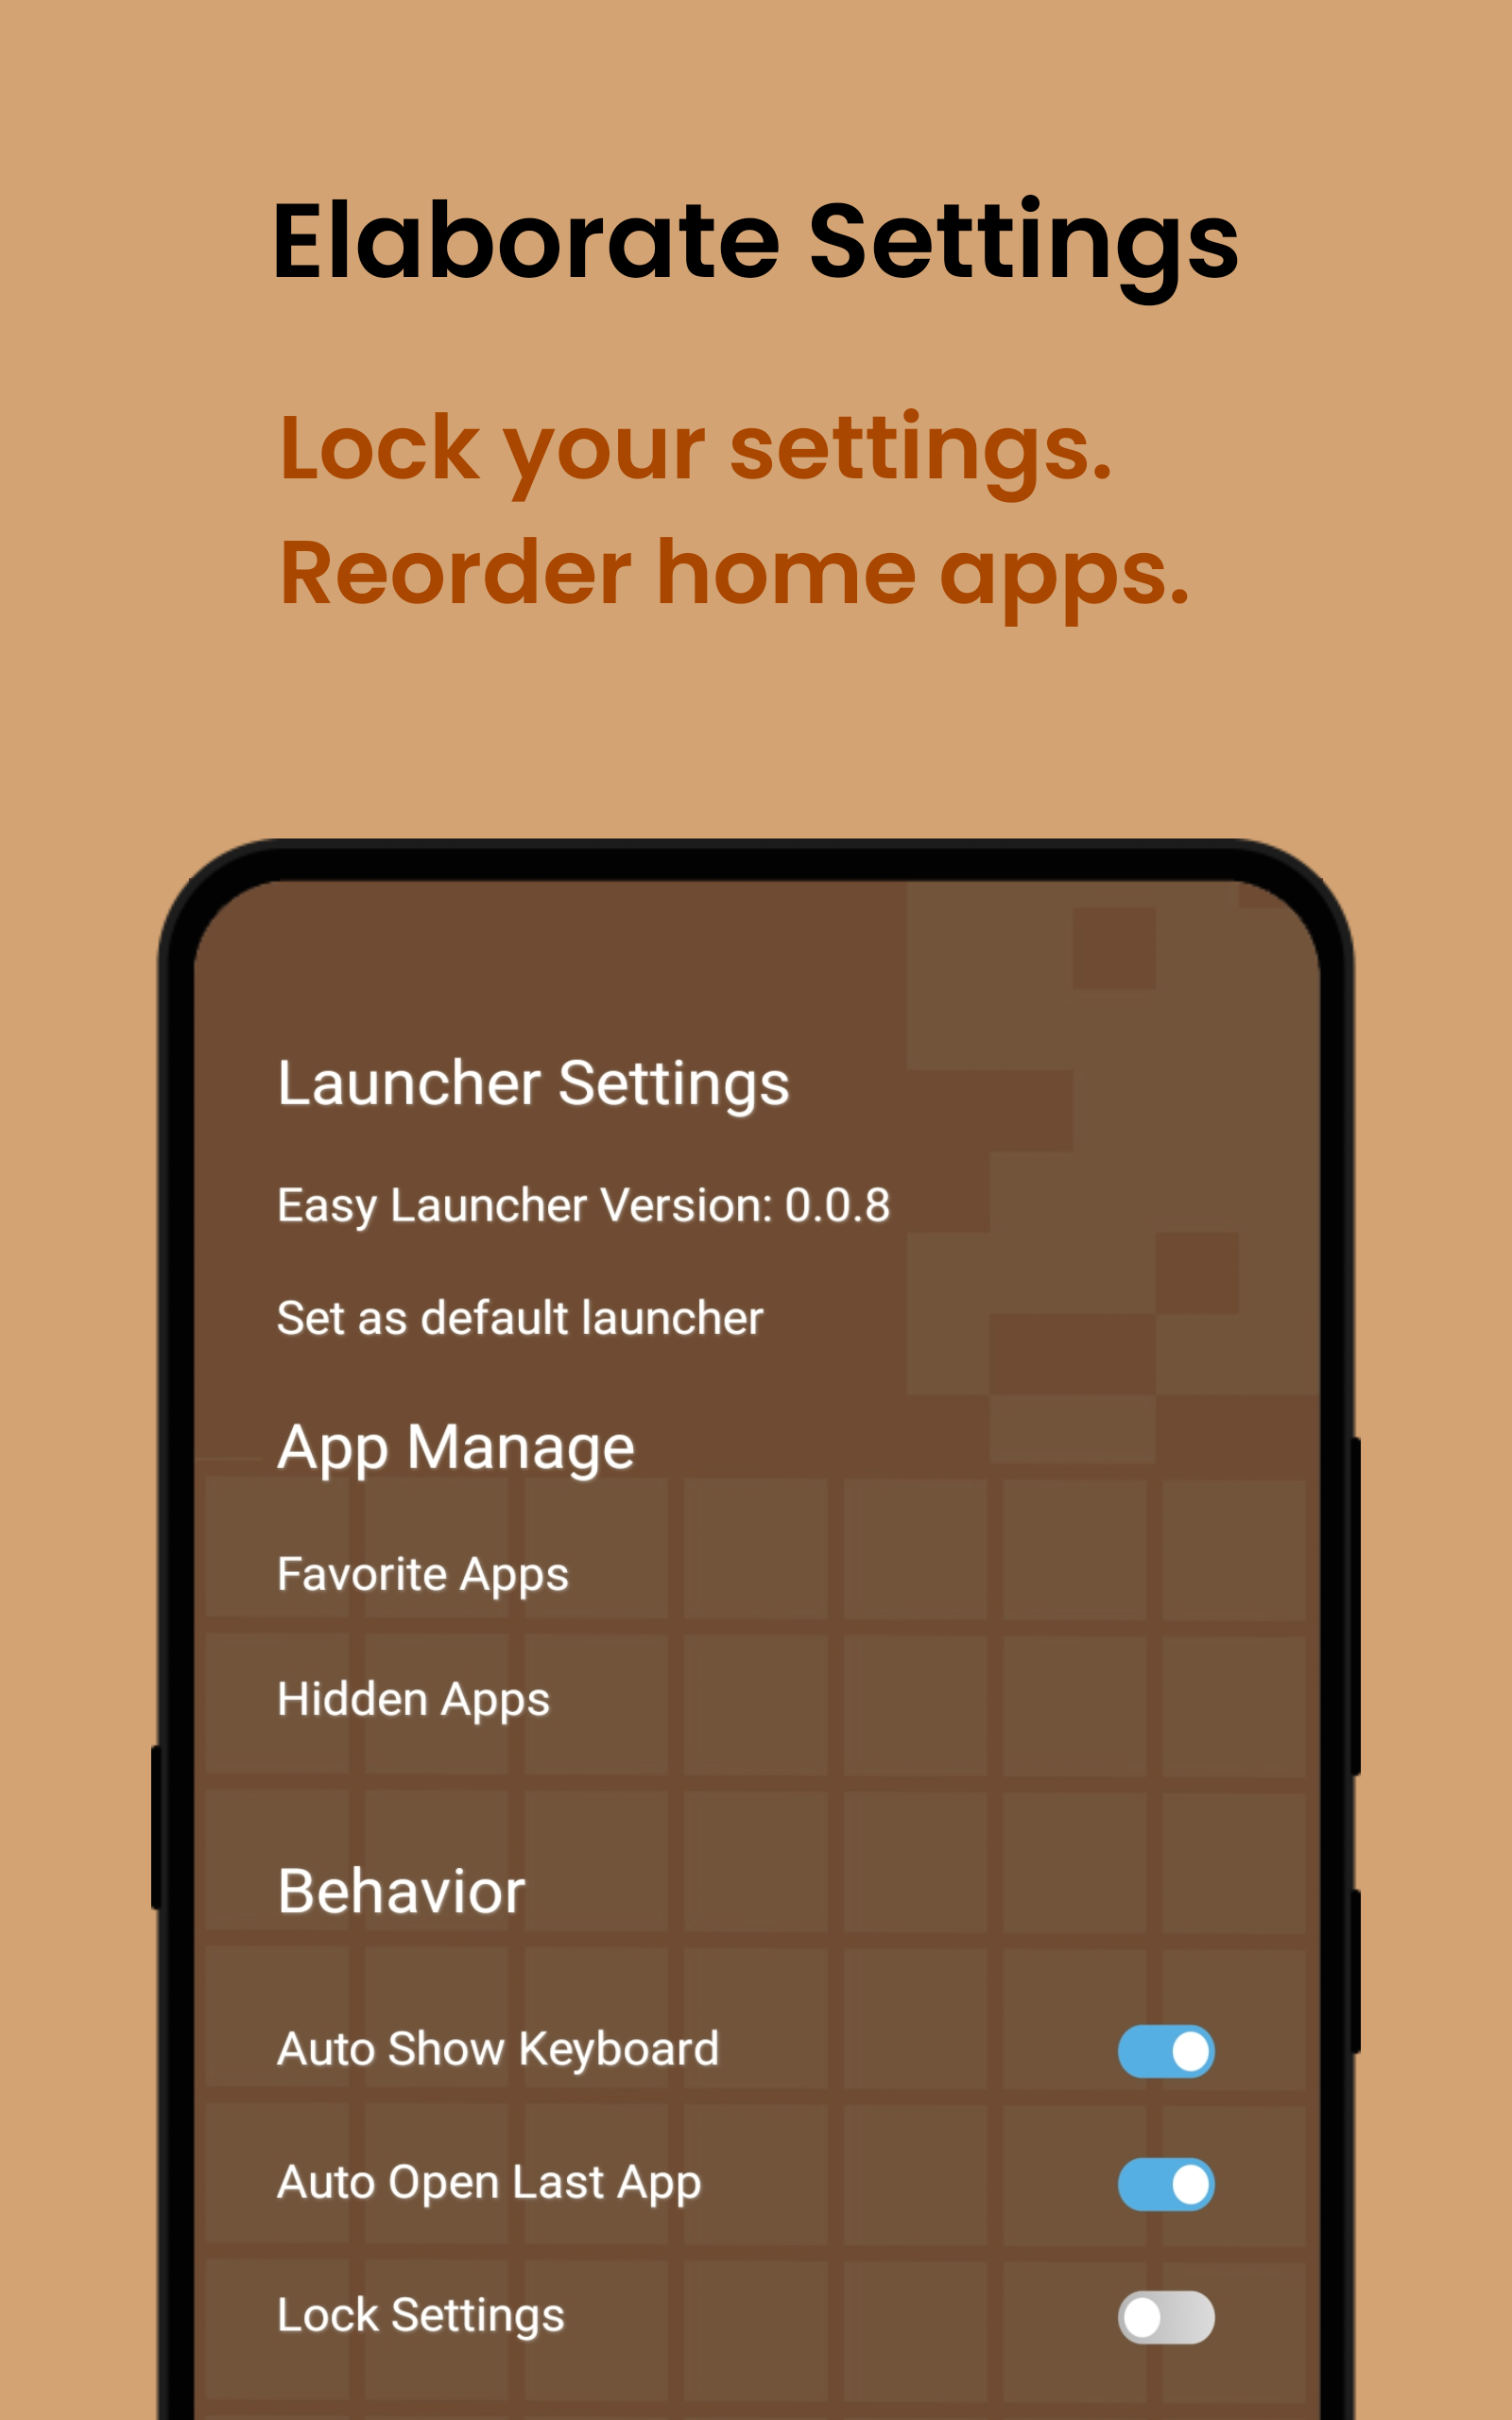 Elaborate Settings
Lock your settings.
Reorder home apps.
Launcher Settings
Easy Launcher Version: 0.0.8
Set as default launcher
App Manage
Favorite Apps
Hidden Apps
Behavior
Auto Show Keyboard
Auto Open Last App
Lock Settings